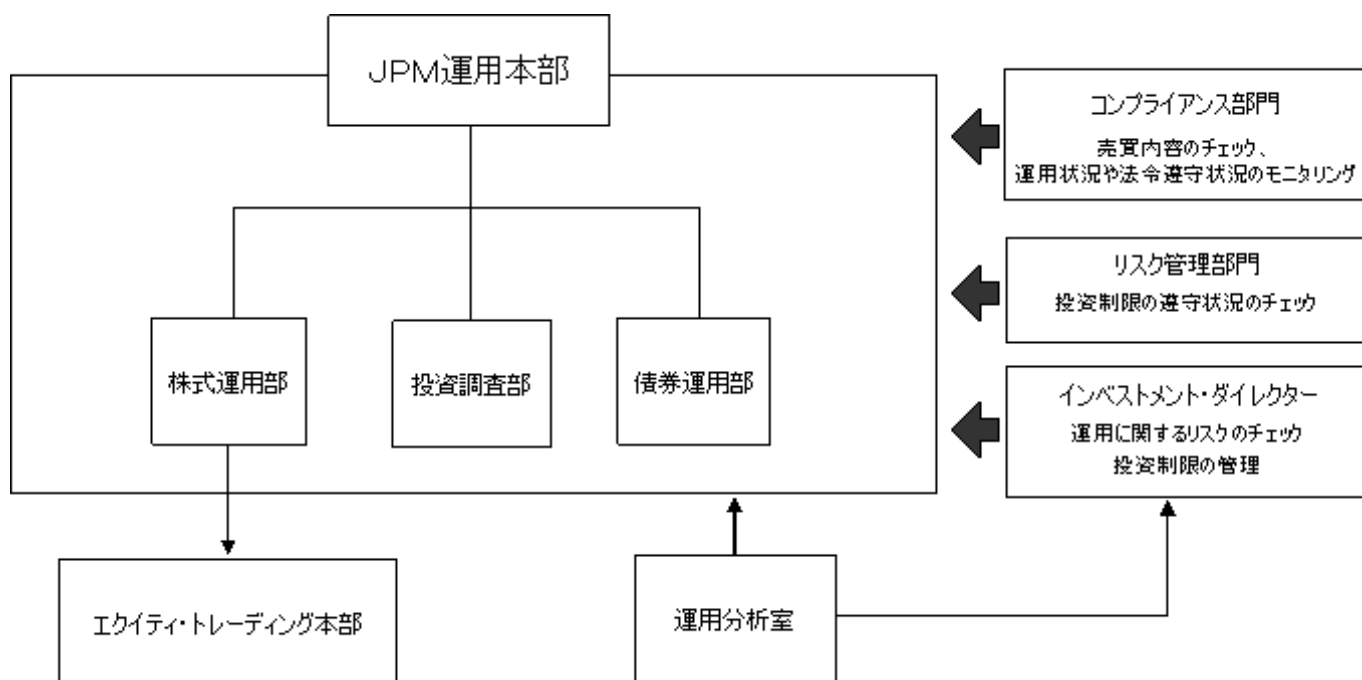 JPM運用本部
コンプライアンス部門
売買内容のチェック、
運用状況や法令遵守状況のモニタリング
リスク管理部門
投資制限の遵守状況のチェック
株式運用部
投資調査部
債券運用部
インベストメント・ダイレクター
運用に関するリスクのチェック
投資制限の管理
エクイティ・トレーディング本部
運用分析室